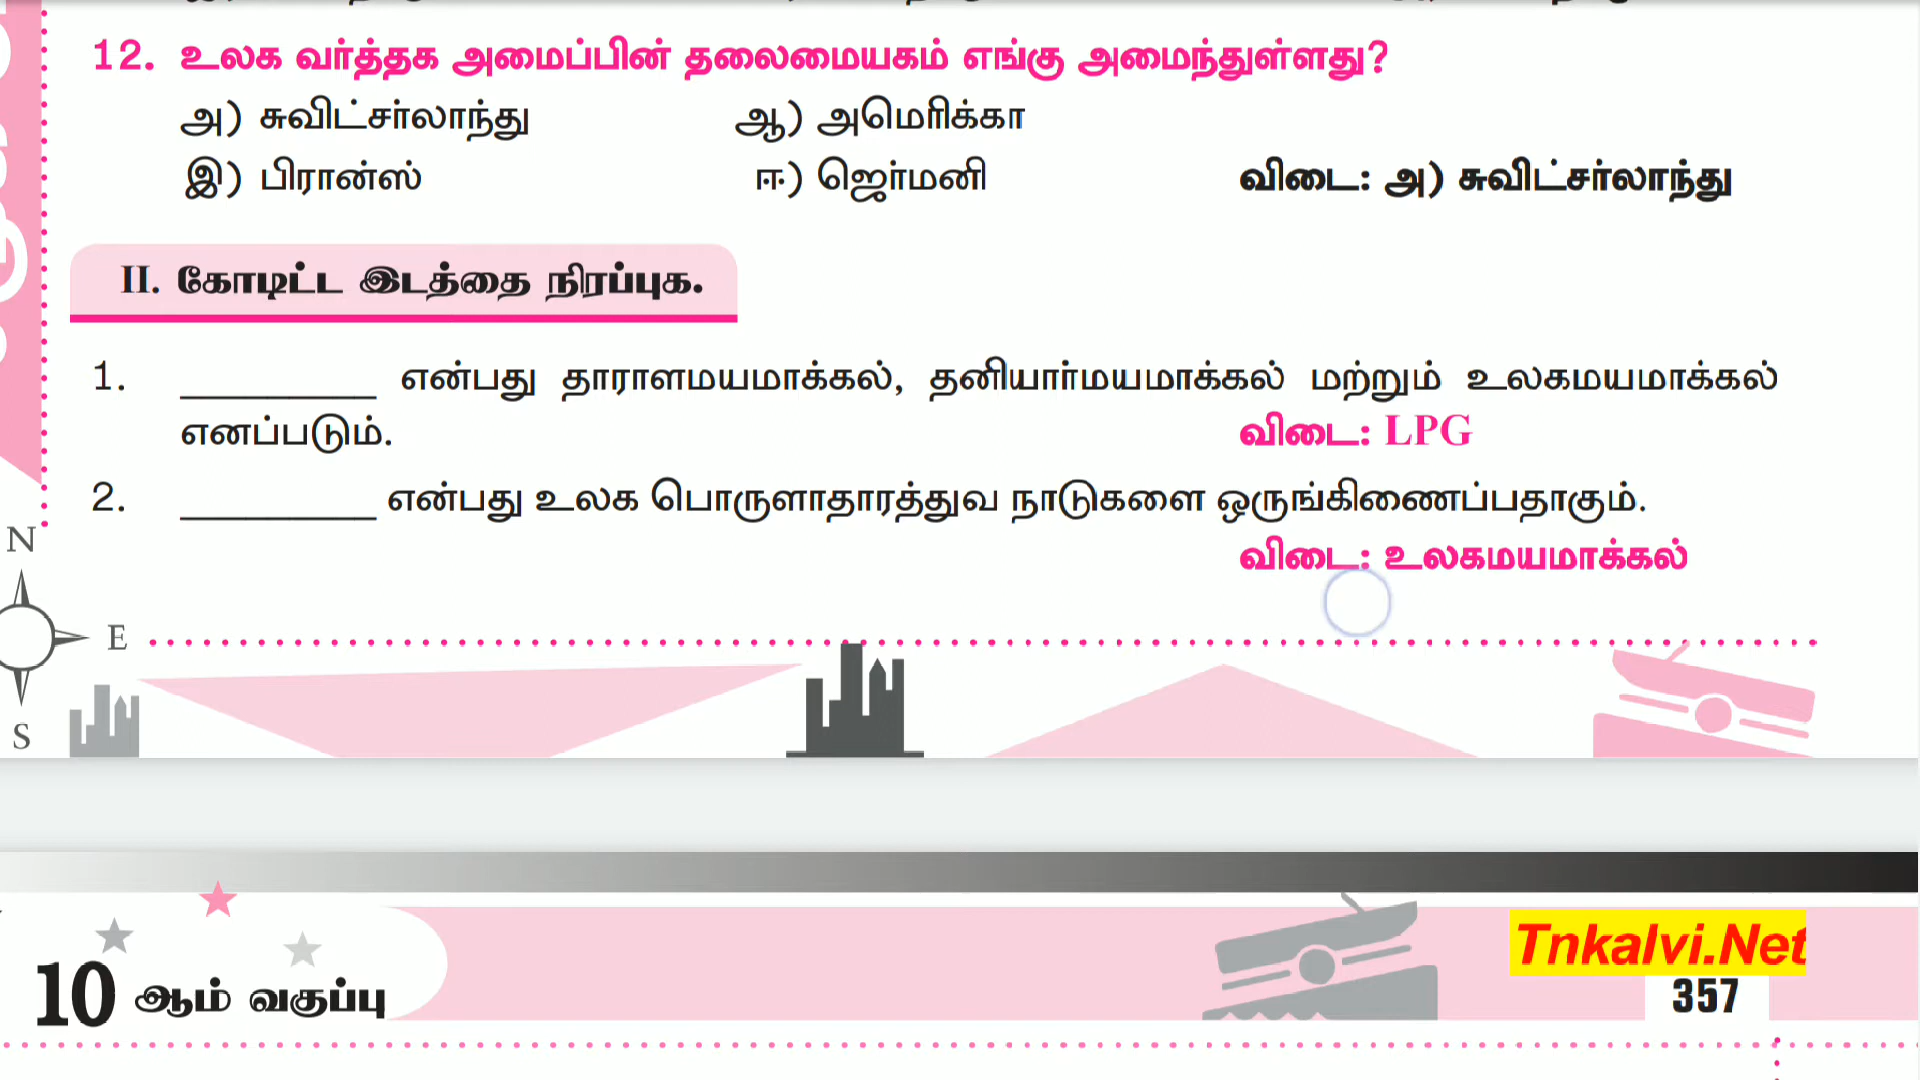 12. உலக வர்த்தக அமைப்பின் தலைமையகம் எங்கு அமைந்துள்ளது?
அ) சுவிட்சர்லாந்து ஆ) அமெரிக்கா
இ) பிரான்ஸ் ஈ) ஜெர்மனி விடை: அ) சுவிட்சர்லாந்து
II. கோடிட்ட இடத்தை நிரப்புக.
1. _________ என்பது தாராளமயமாக்கல், தனியார்மயமாக்கல் மற்றும் உலகமயமாக்கல்
எனப்படும். விடை: LPG
2. _________ என்பது உலக பொருளாதாரத்துவ நாடுகளை ஒருங்கிணைப்பதாகும்.
விடை: உலகமயமாக்கல்
N
E
S
Tnkalvi.Net
10 ஆம் வகுப்பு 357